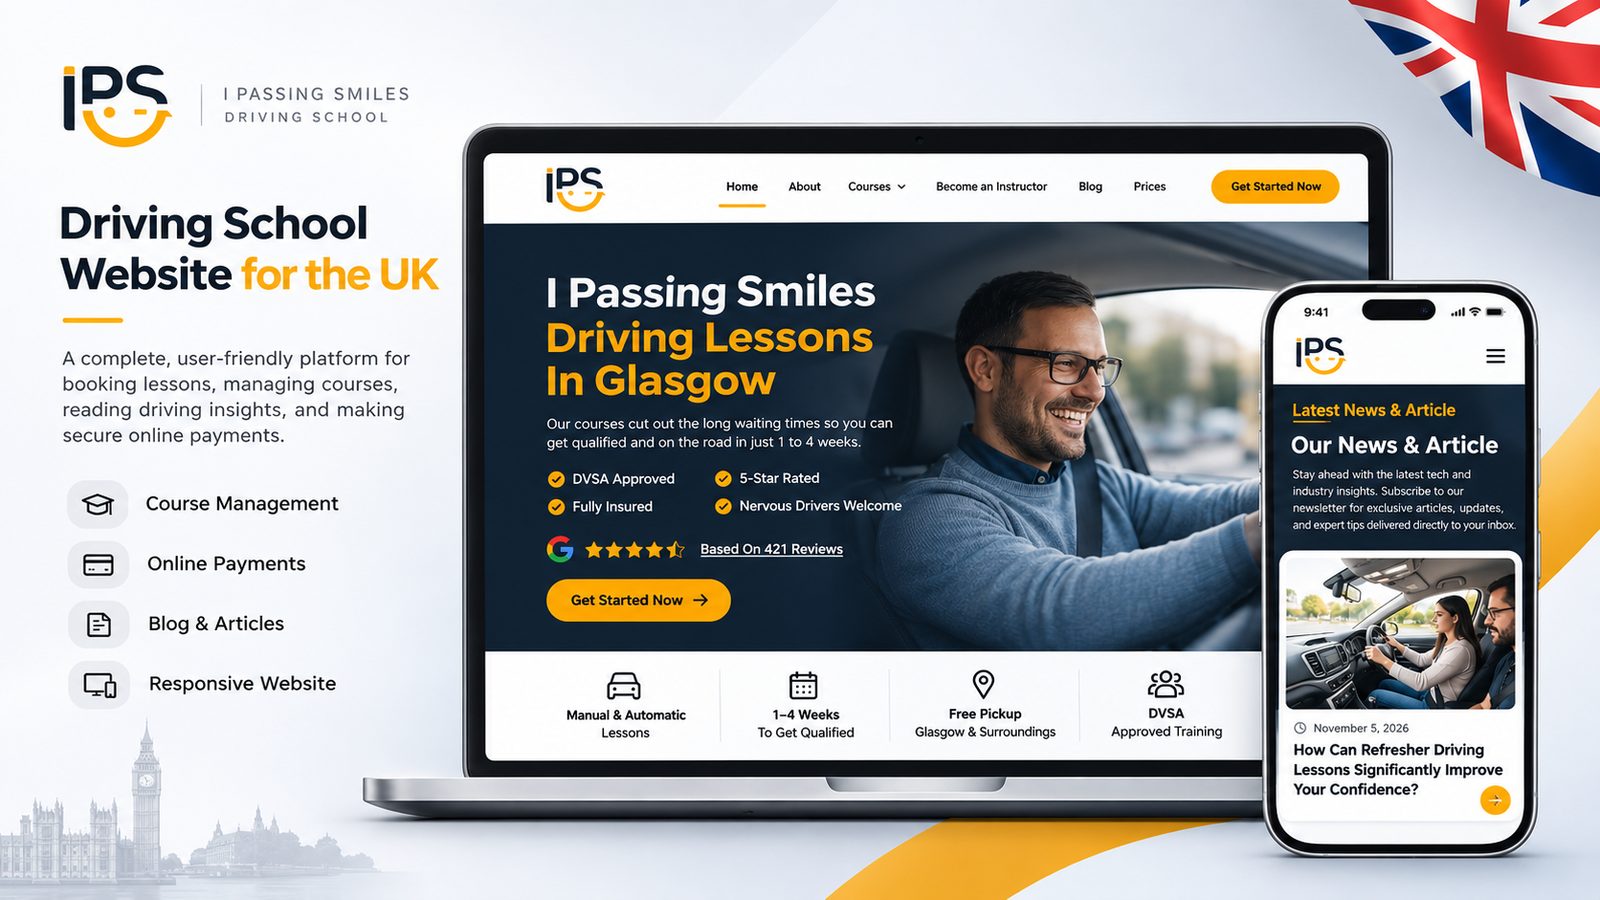 iPS
I PASSING SMILES
DRIVING SCHOOL
Driving School
Website for the UK
A complete, user-friendly platform for
booking lessons, managing courses,
reading driving insights, and making
secure online payments.
Course Management
Online Payments
Blog & Articles
Responsive Website
iPS
Home
About
Courses
Become an Instructor
Blog
Prices
Get Started Now
I Passing Smiles
Driving Lessons
In Glasgow
Our courses cut out the long waiting times so you can
get qualified and on the road in just 1 to 4 weeks.
DVSA Approved
5-Star Rated
Fully Insured
Nervous Drivers Welcome
G
Based On 421 Reviews
Get Started Now →
Manual & Automatic
Lessons
1–4 Weeks
To Get Qualified
Free Pickup
Glasgow & Surroundings
DVSA
Approved Training
9:41
iPS
Latest News & Article
Our News & Article
Stay ahead with the latest tech and
industry insights. Subscribe to our
newsletter for exclusive articles, updates,
and expert tips delivered directly to your inbox.
November 5, 2026
How Can Refresher Driving
Lessons Significantly Improve
Your Confidence?